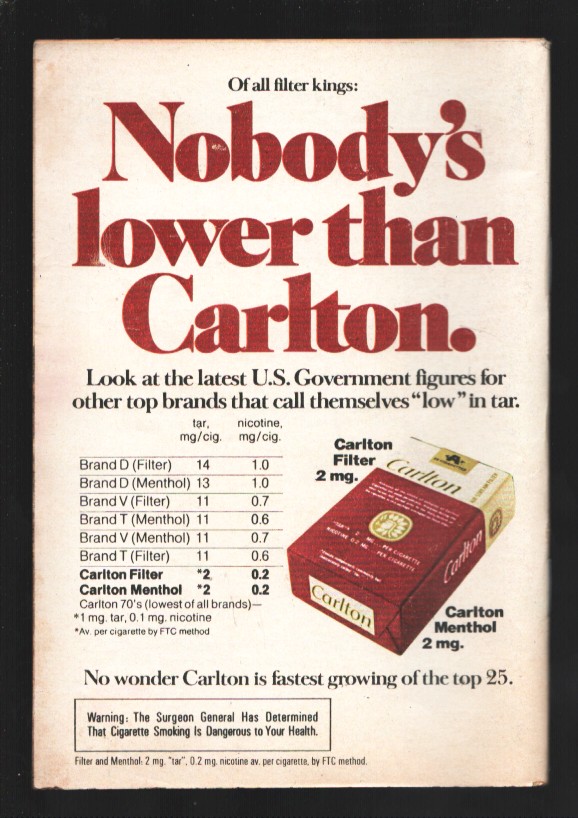 Of all filter kings:
Nobody's
lower than
Carlton.
Look at the latest U.S. Government figures for
other top brands that call themselves “low” in tar.
tar, nicotine,
mg/cig. mg/cig.
Brand D (Filter) 14 1.0
Brand D (Menthol) 13 1.0
Brand V (Filter) 11 0.7
Brand T (Menthol) 11 0.6
Brand V (Menthol) 11 0.7
Brand T (Filter) 11 0.6
Carlton Filter *2 0.2
Carlton Menthol *2 0.2
Carlton 70's (lowest of all brands)—
*1 mg. tar, 0.1 mg. nicotine
*Av. per cigarette by FTC method
Carlton
Filter
2 mg.
Carlton
Carlton
Carlton
Carlton
Menthol
2 mg.
No wonder Carlton is fastest growing of the top 25.
Warning: The Surgeon General Has Determined
That Cigarette Smoking Is Dangerous to Your Health.
Filter and Menthol: 2 mg. "tar", 0.2 mg. nicotine av. per cigarette, by FTC method.